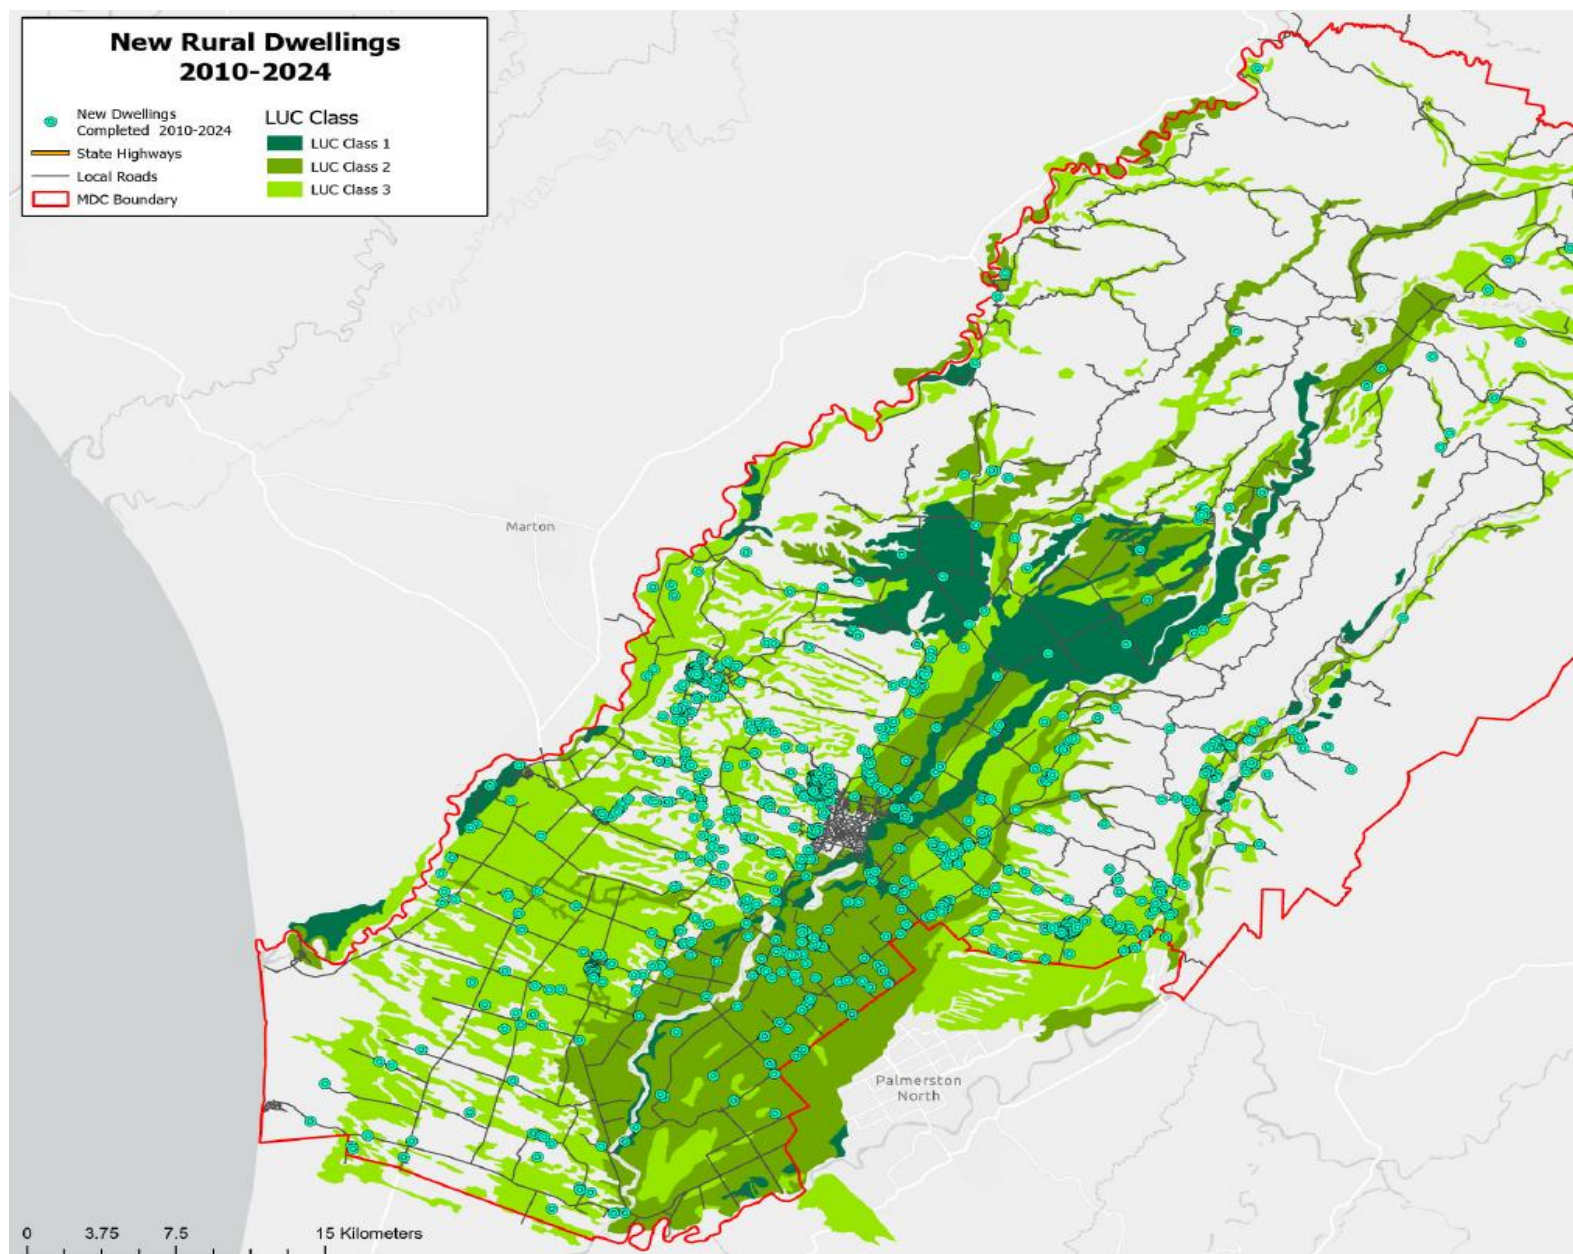 New Rural Dwellings
2010-2024
New Dwellings
Completed 2010-2024
State Highways
Local Roads
MDC Boundary
LUC Class
LUC Class 1
LUC Class 2
LUC Class 3
Marton
Palmerston
North
0 3.75 7.5 15 Kilometers